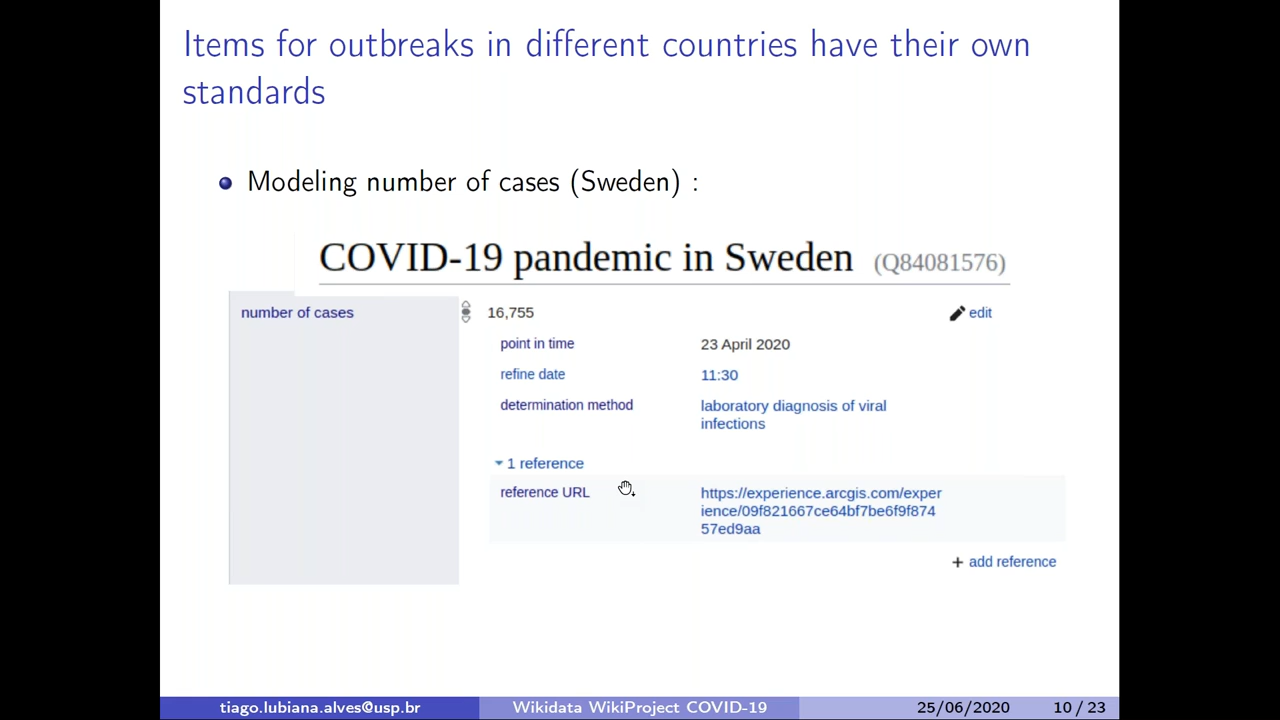 Items for outbreaks in different countries have their own
standards
Modeling number of cases (Sweden) :
COVID-19 pandemic in Sweden (Q84081576)
number of cases 16,755 edit
point in time 23 April 2020
refine date 11:30
determination method laboratory diagnosis of viral
infections
1 reference
reference URL https://experience.arcgis.com/exper
ience/09f821667ce64bf7be6f9f874
57ed9aa
+ add reference
tiago.lubiana.alves@usp.br Wikidata WikiProject COVID-19 25/06/2020 10 / 23